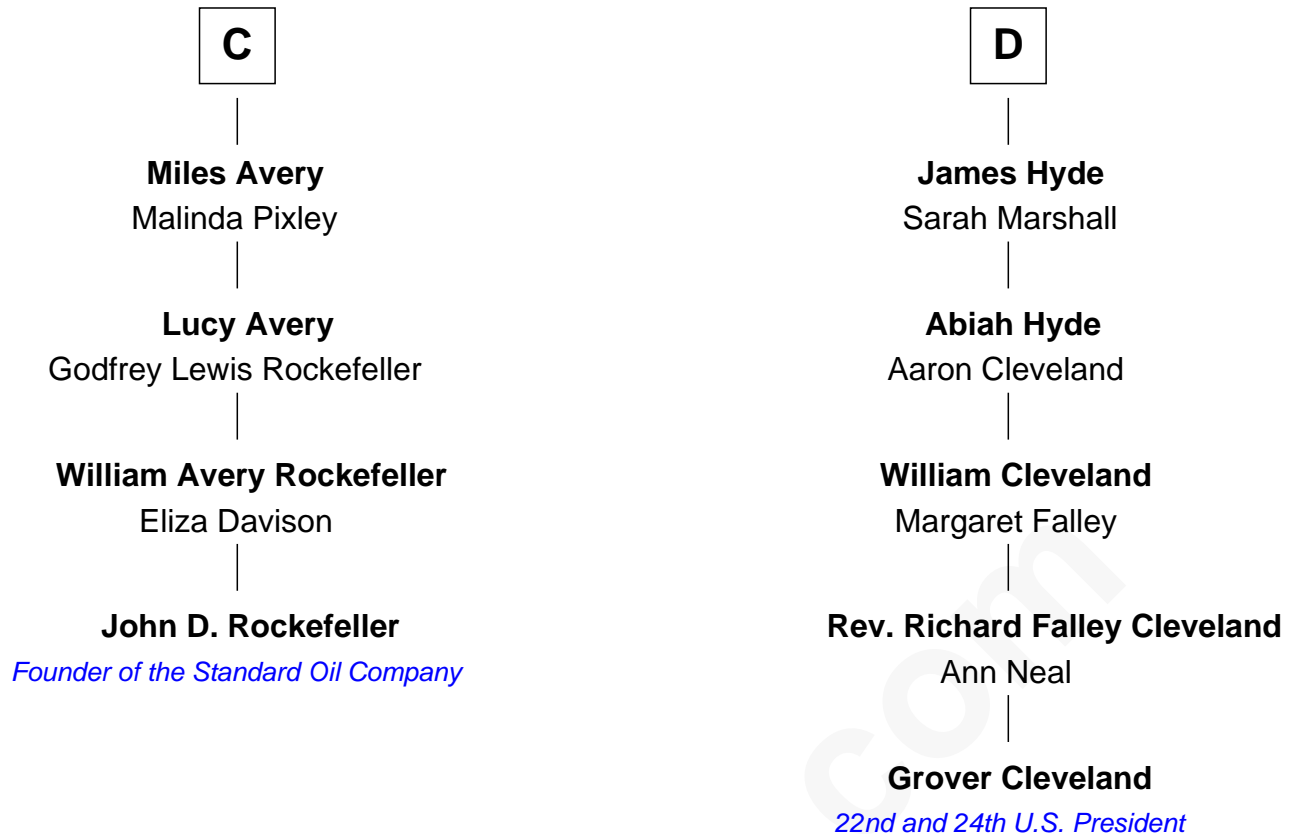 C
Miles Avery
Malinda Pixley
Lucy Avery
Godfrey Lewis Rockefeller
William Avery Rockefeller
Eliza Davison
John D. Rockefeller
Founder of the Standard Oil Company
D
James Hyde
Sarah Marshall
Abiah Hyde
Aaron Cleveland
William Cleveland
Margaret Falley
Rev. Richard Falley Cleveland
Ann Neal
Grover Cleveland
22nd and 24th U.S. President
com